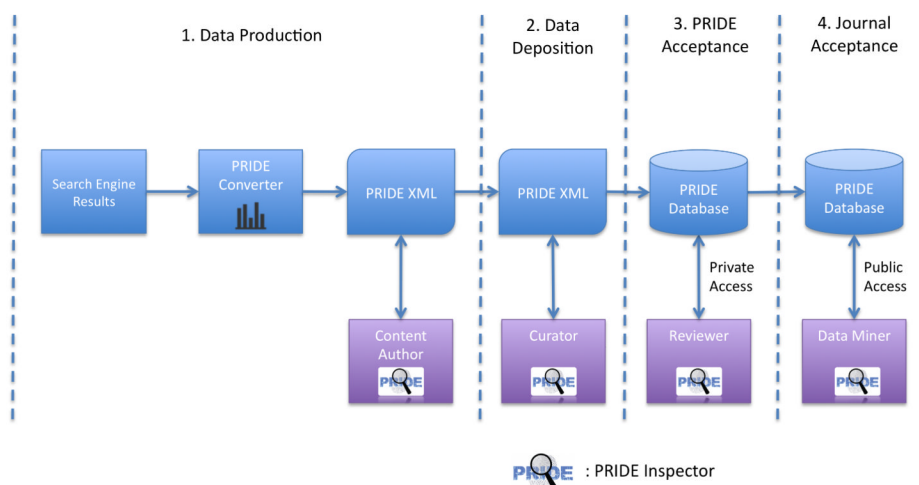 1. Data Production
2. Data
Deposition
3. PRIDE
Acceptance
4. Journal
Acceptance
Search Engine
Results
PRIDE
Converter
PRIDE XML
PRIDE XML
PRIDE
Database
PRIDE
Database
Private
Access
Public
Access
Content
Author
PRIDE
Curator
PRIDE
Reviewer
PRIDE
Data Miner
PRIDE
PRIDE : PRIDE Inspector